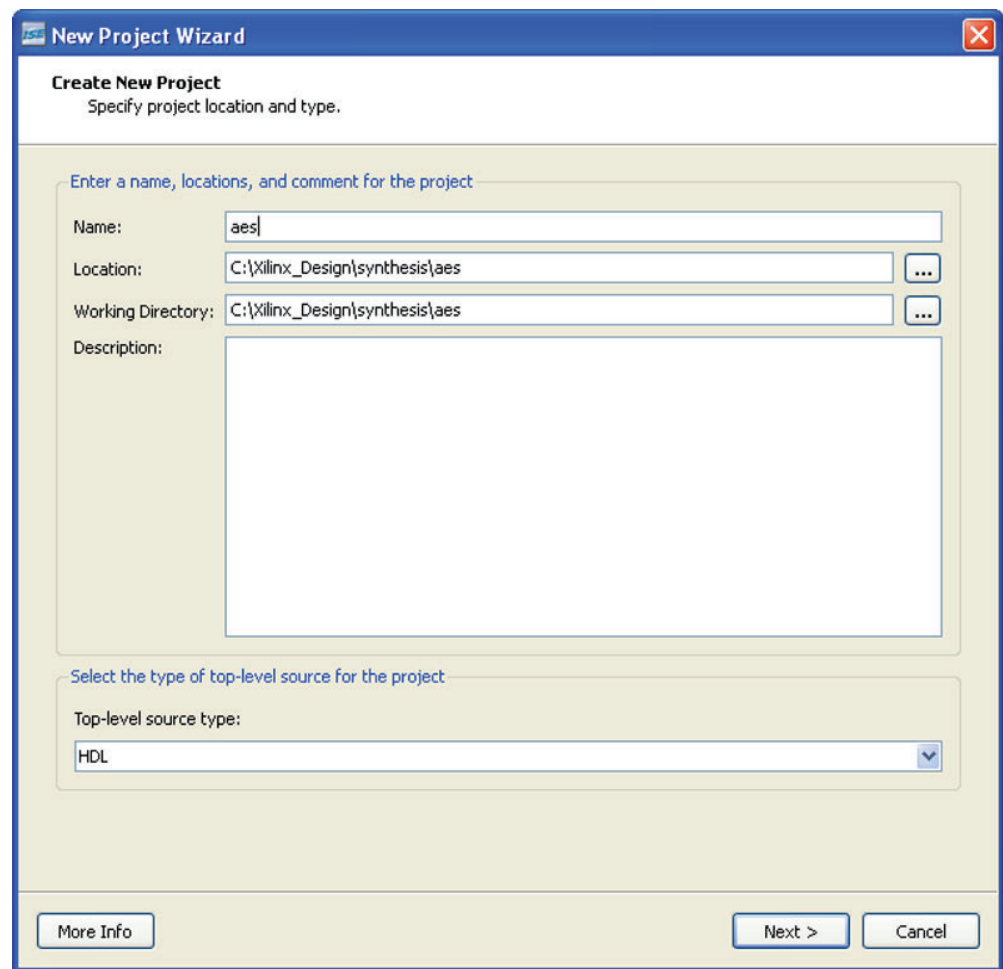 ISE New Project Wizard
Create New Project
Specify project location and type.
Enter a name, locations, and comment for the project
Name: aes
Location: C:\Xilinx_Design\synthesis\aes ...
Working Directory: C:\Xilinx_Design\synthesis\aes ...
Description:
Select the type of top-level source for the project
Top-level source type:
HDL
More Info Next > Cancel